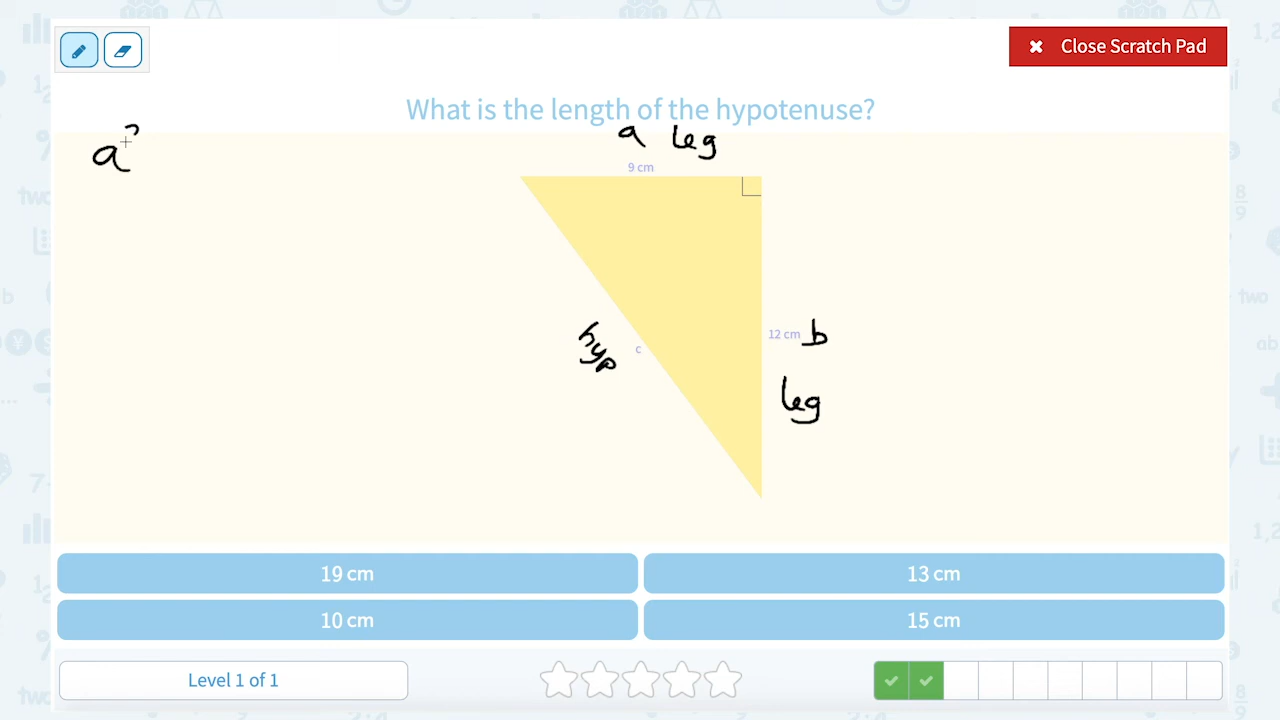 Close Scratch Pad
What is the length of the hypotenuse?
a²
a leg
9 cm
12 cm b
hyp
c
leg
19 cm
13 cm
10 cm
15 cm
Level 1 of 1